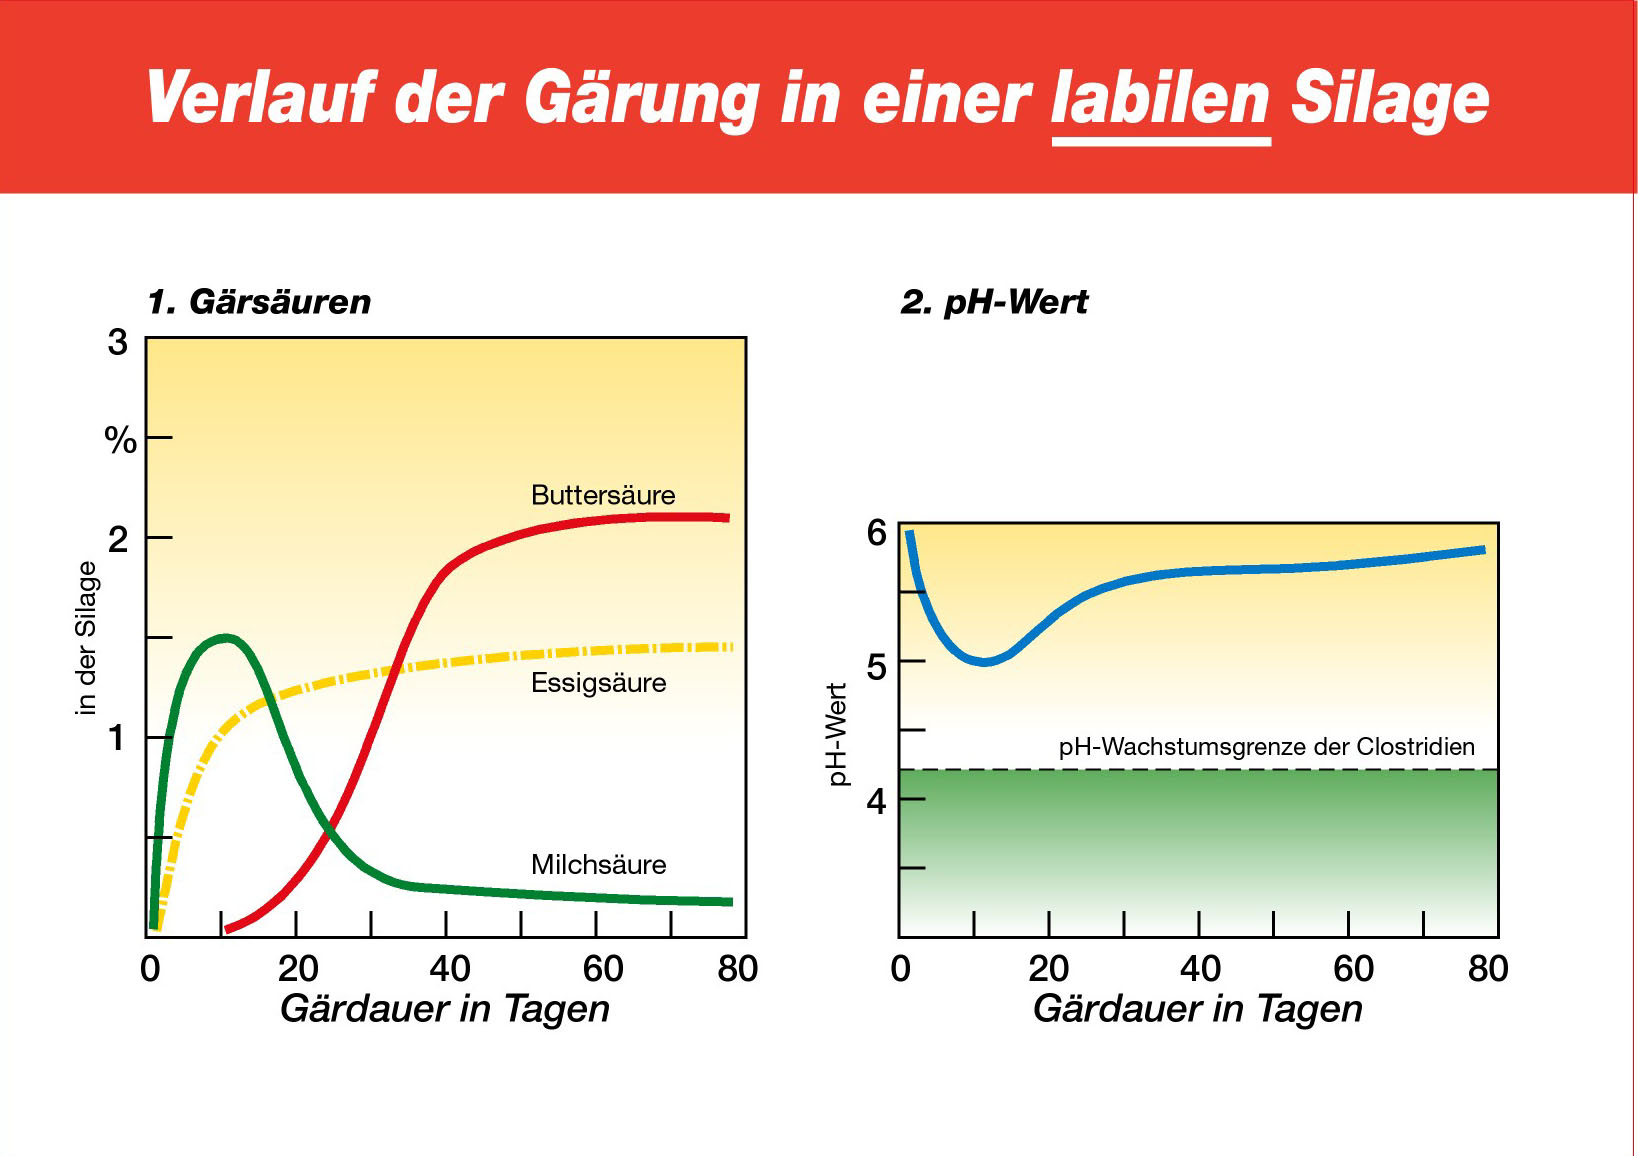 Verlauf der Gärung in einer labilen Silage
1. Gärsäuren
3
%
2
1
in der Silage
Buttersäure
Essigsäure
Milchsäure
0 20 40 60 80
Gärdauer in Tagen
2. pH-Wert
6
5
4
pH-Wert
pH-Wachstumsgrenze der Clostridien
0 20 40 60 80
Gärdauer in Tagen